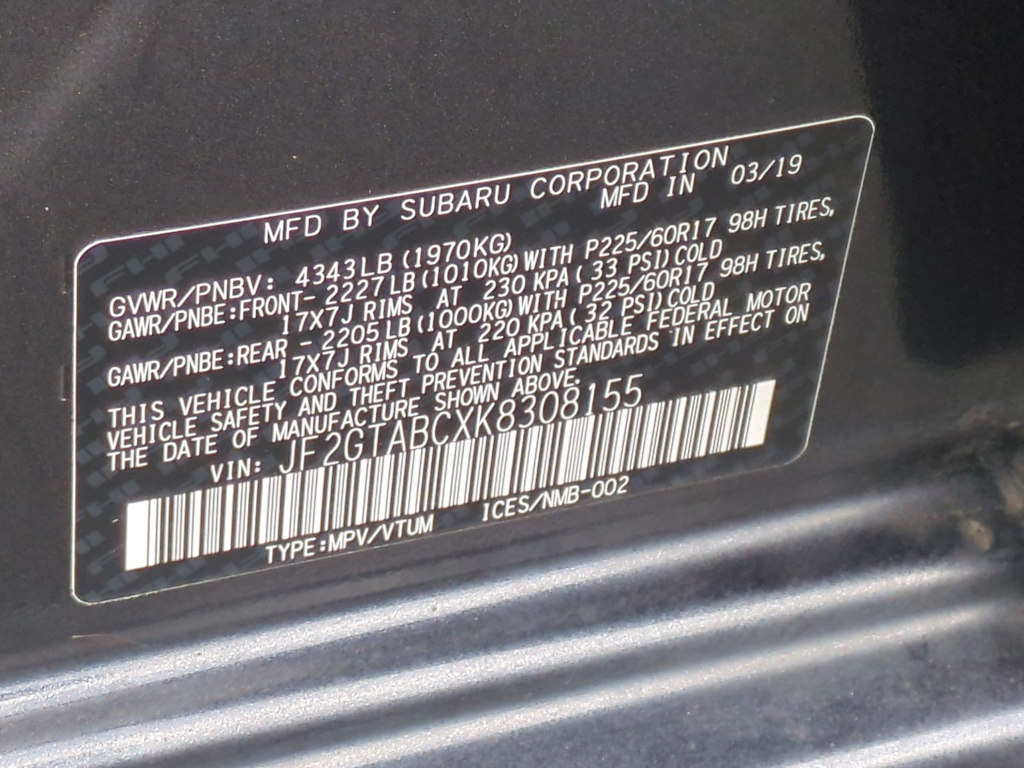 MFD BY SUBARU CORPORATION
MFD IN 03/19
GVWR/PNBV: 4343LB (1970KG)
GAWR/PNBE:FRONT- 2227LB (1010KG) WITH P225/60R17 98H TIRES,
17X7J RIMS AT 230 KPA ( 33 PSI) COLD
GAWR/PNBE:REAR - 2205LB (1000KG) WITH P225/60R17 98H TIRES,
17X7J RIMS AT 220 KPA ( 32 PSI) COLD
THIS VEHICLE CONFORMS TO ALL APPLICABLE FEDERAL MOTOR
VEHICLE SAFETY AND THEFT PREVENTION STANDARDS IN EFFECT ON
THE DATE OF MANUFACTURE SHOWN ABOVE.
VIN: JF2GTABCXK8308155
TYPE:MPV/VTUM ICES/NMB-002